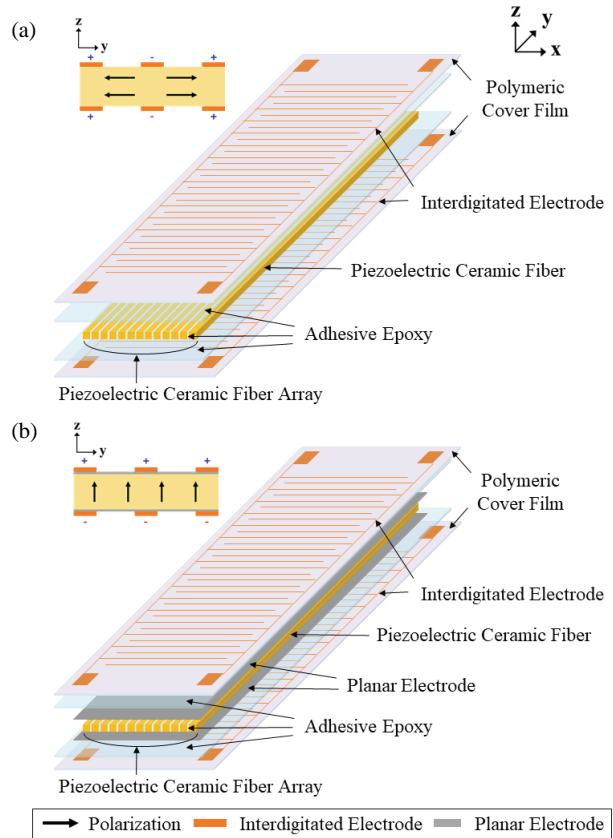 (a)
z
y
+ - +
+ - +
z
y
x
Polymeric
Cover Film
Interdigitated Electrode
Piezoelectric Ceramic Fiber
Adhesive Epoxy
Piezoelectric Ceramic Fiber Array
(b)
z
y
+ + +
- - -
Polymeric
Cover Film
Interdigitated Electrode
Piezoelectric Ceramic Fiber
Planar Electrode
Adhesive Epoxy
Piezoelectric Ceramic Fiber Array
Polarization Interdigitated Electrode Planar Electrode